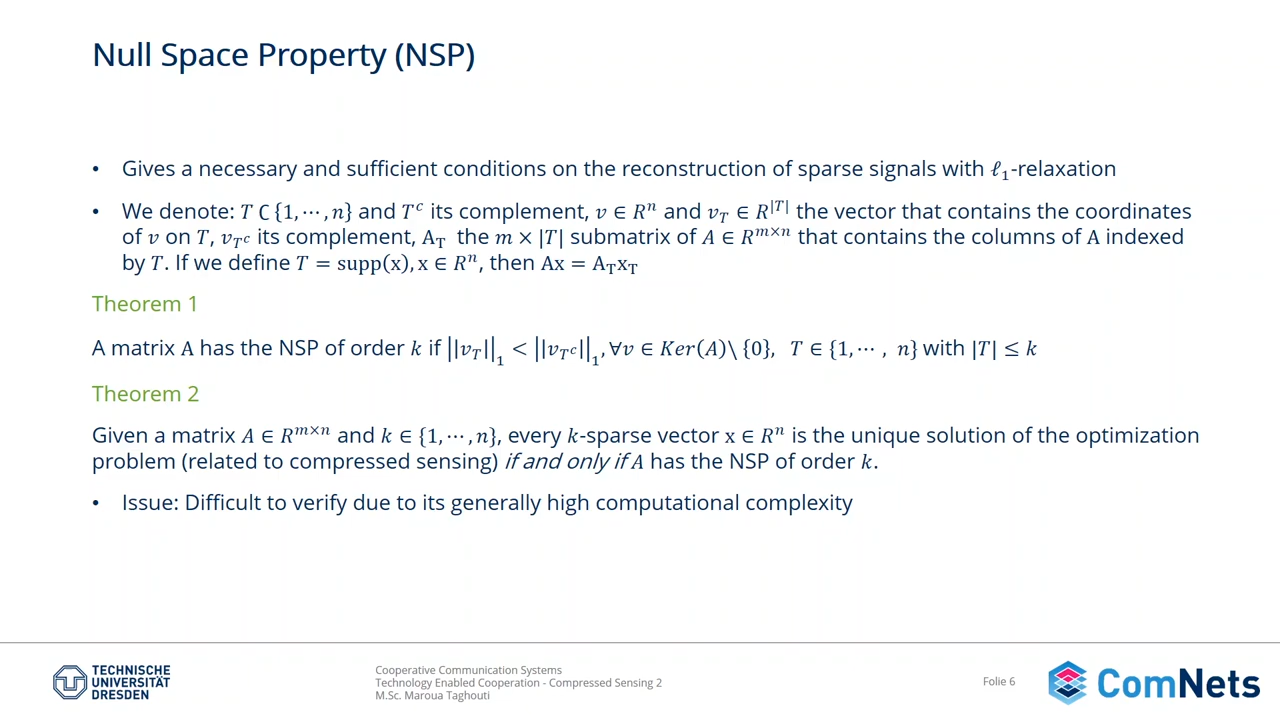 Null Space Property (NSP)
• Gives a necessary and sufficient conditions on the reconstruction of sparse signals with ℓ₁-relaxation
• We denote: T ⊂ {1, ⋯, n} and Tᶜ its complement, v ∈ Rⁿ and v_T ∈ R^|T| the vector that contains the coordinates
of v on T, v_Tᶜ its complement, A_T the m × |T| submatrix of A ∈ R^{m×n} that contains the columns of A indexed
by T. If we define T = supp(x), x ∈ Rⁿ, then Ax = A_T x_T
Theorem 1
A matrix A has the NSP of order k if ||v_T||₁ < ||v_Tᶜ||₁, ∀v ∈ Ker(A)\ {0}, T ∈ {1, ⋯ , n} with |T| ≤ k
Theorem 2
Given a matrix A ∈ R^{m×n} and k ∈ {1, ⋯, n}, every k-sparse vector x ∈ Rⁿ is the unique solution of the optimization
problem (related to compressed sensing) if and only if A has the NSP of order k.
• Issue: Difficult to verify due to its generally high computational complexity
TECHNISCHE
UNIVERSITÄT
DRESDEN
Cooperative Communication Systems
Technology Enabled Cooperation - Compressed Sensing 2
M.Sc. Maroua Taghouti
Folie 6
ComNets